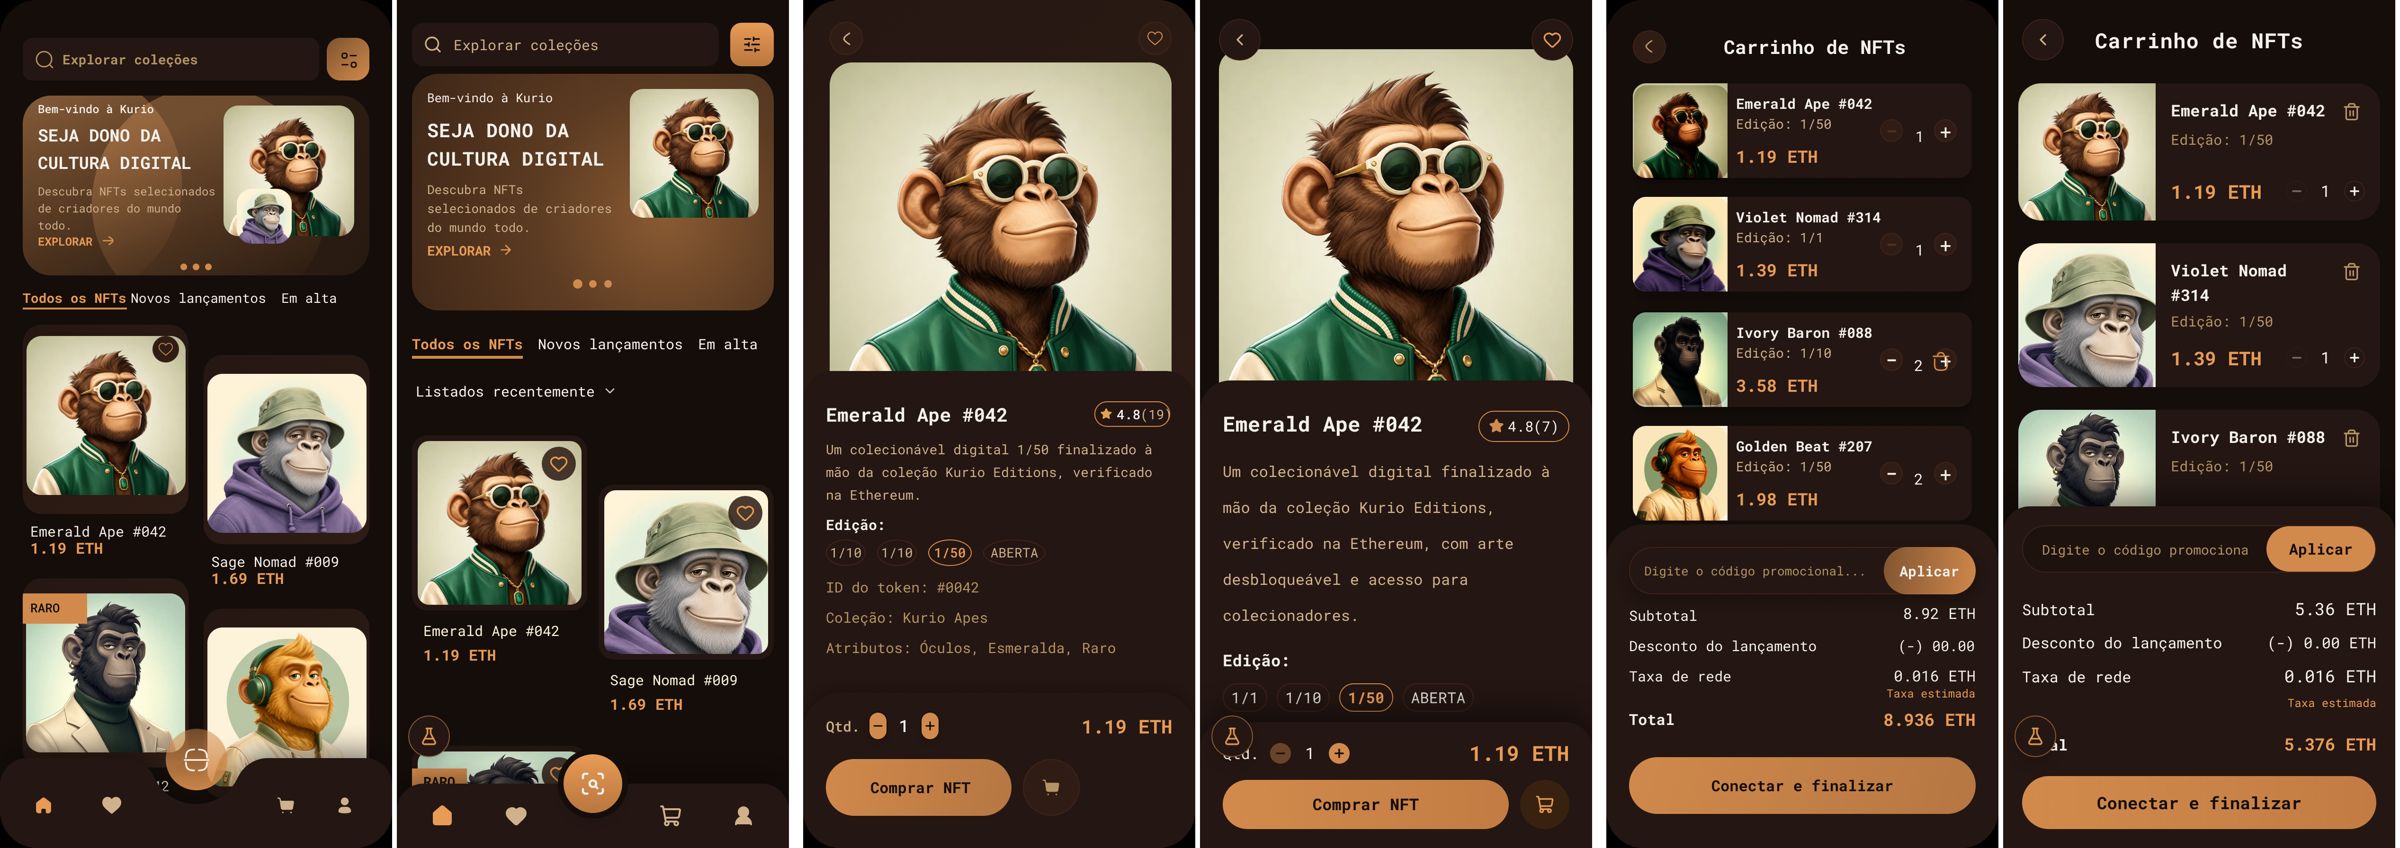 Explorar coleções
Bem-vindo à Kurio
SEJA DONO DA
CULTURA DIGITAL
Descubra NFTs selecionados
de criadores do mundo
todo.
EXPLORAR →
Todos os NFTs Novos lançamentos Em alta
Emerald Ape #042
1.19 ETH
Sage Nomad #009
1.69 ETH
RARO
Explorar coleções
Bem-vindo à Kurio
SEJA DONO DA
CULTURA DIGITAL
Descubra NFTs
selecionados de criadores
do mundo todo.
EXPLORAR →
Todos os NFTs Novos lançamentos Em alta
Listados recentemente
Emerald Ape #042
1.19 ETH
Sage Nomad #009
1.69 ETH
RARO
Emerald Ape #042
4.8(19)
Um colecionável digital 1/50 finalizado à
mão da coleção Kurio Editions, verificado
na Ethereum.
Edição:
1/10 1/10 1/50 ABERTA
ID do token: #0042
Coleção: Kurio Apes
Atributos: Óculos, Esmeralda, Raro
Qtd. − 1 + 1.19 ETH
Comprar NFT
Emerald Ape #042
4.8(7)
Um colecionável digital finalizado à
mão da coleção Kurio Editions,
verificado na Ethereum, com arte
desbloqueável e acesso para
colecionadores.
Edição:
1/1 1/10 1/50 ABERTA
− 1 + 1.19 ETH
Comprar NFT
Carrinho de NFTs
Emerald Ape #042
Edição: 1/50
1.19 ETH
− 1 +
Violet Nomad #314
Edição: 1/1
1.39 ETH
− 1 +
Ivory Baron #088
Edição: 1/10
3.58 ETH
− 2 +
Golden Beat #207
Edição: 1/50
1.98 ETH
− 2 +
Digite o código promocional...
Aplicar
Subtotal 8.92 ETH
Desconto do lançamento (-) 00.00
Taxa de rede 0.016 ETH
Taxa estimada
Total 8.936 ETH
Conectar e finalizar
Carrinho de NFTs
Emerald Ape #042
Edição: 1/50
1.19 ETH − 1 +
Violet Nomad
#314
Edição: 1/50
1.39 ETH − 1 +
Ivory Baron #088
Edição: 1/50
Digite o código promociona
Aplicar
Subtotal 5.36 ETH
Desconto do lançamento (-) 0.00 ETH
Taxa de rede 0.016 ETH
Taxa estimada
5.376 ETH
Conectar e finalizar